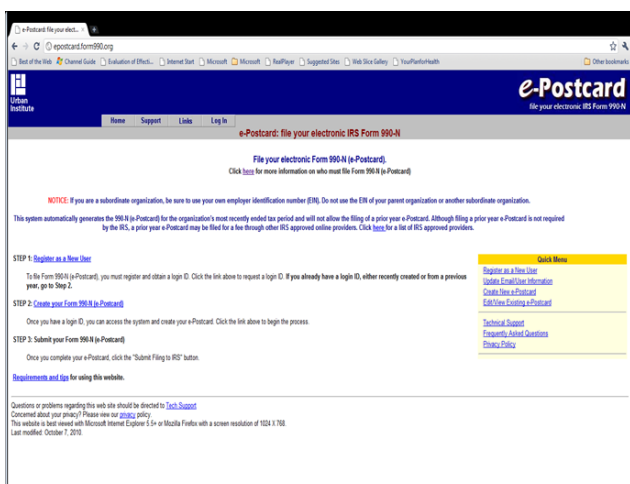 e-Postcard: file your elect...
epostcard.form990.org
Best of the Web Channel Guide Evaluation of Effecti... Internet Start Microsoft Microsoft RealPlayer Suggested Sites Web Slice Gallery YourPlanforHealth Other bookmarks
Urban
Institute
e-Postcard
file your electronic IRS Form 990-N
Home Support Links Log In
e-Postcard: file your electronic IRS Form 990-N
File your electronic Form 990-N (e-Postcard).
Click here for more information on who must file Form 990-N (e-Postcard)
NOTICE: If you are a subordinate organization, be sure to use your own employer identification number (EIN). Do not use the EIN of your parent organization or another subordinate organization.
This system automatically generates the 990-N (e-Postcard) for the organization's most recently ended tax period and will not allow the filing of a prior year e-Postcard. Although filing a prior year e-Postcard is not required
by the IRS, a prior year e-Postcard may be filed for a fee through other IRS approved online providers. Click here for a list of IRS approved providers.
STEP 1: Register as a New User
To file Form 990-N (e-Postcard), you must register and obtain a login ID. Click the link above to request a login ID. If you already have a login ID, either recently created or from a previous
year, go to Step 2.
STEP 2: Create your Form 990-N (e-Postcard)
Once you have a login ID, you can access the system and create your e-Postcard. Click the link above to begin the process.
STEP 3: Submit your Form 990-N (e-Postcard)
Once you complete your e-Postcard, click the "Submit Filing to IRS" button.
Requirements and tips for using this website.
Quick Menu
Register as a New User
Update Email/User Information
Create New e-Postcard
Edit/View Existing e-Postcard
Technical Support
Frequently Asked Questions
Privacy Policy
Questions or problems regarding this web site should be directed to Tech Support
Concerned about your privacy? Please view our privacy policy.
This website is best viewed with Microsoft Internet Explorer 5.5+ or Mozilla Firefox with a screen resolution of 1024 X 768.
Last modified: October 7, 2010.